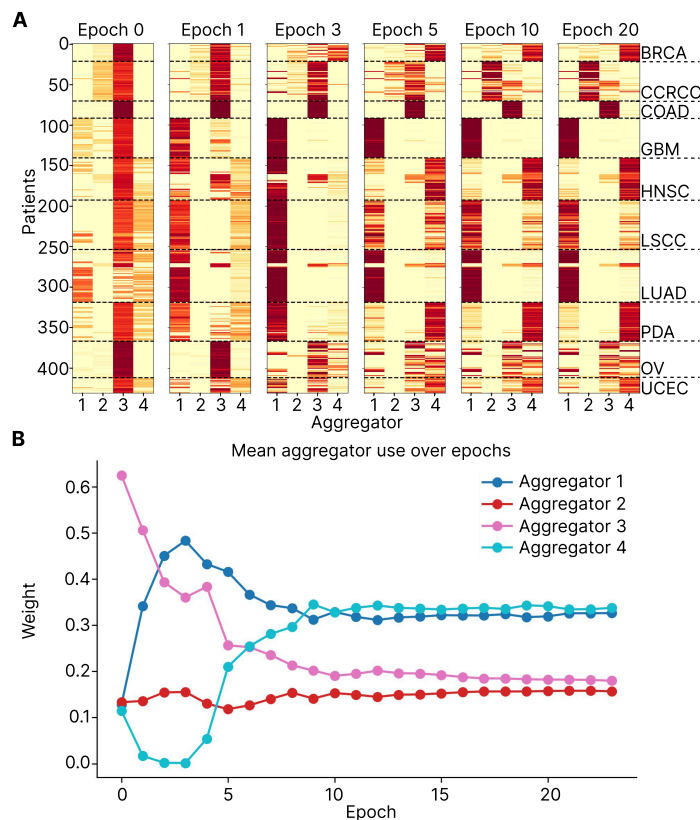 A
Epoch 0 Epoch 1 Epoch 3 Epoch 5 Epoch 10 Epoch 20
0
50
100
150
200
250
300
350
400
Patients
BRCA
CCRCC
COAD
GBM
HNSC
LSCC
LUAD
PDA
OV
UCEC
1 2 3 4 1 2 3 4 1 2 3 4 1 2 3 4 1 2 3 4 1 2 3 4
Aggregator
B
Mean aggregator use over epochs
Aggregator 1
Aggregator 2
Aggregator 3
Aggregator 4
0.6
0.5
0.4
0.3
0.2
0.1
0.0
Weight
0 5 10 15 20
Epoch